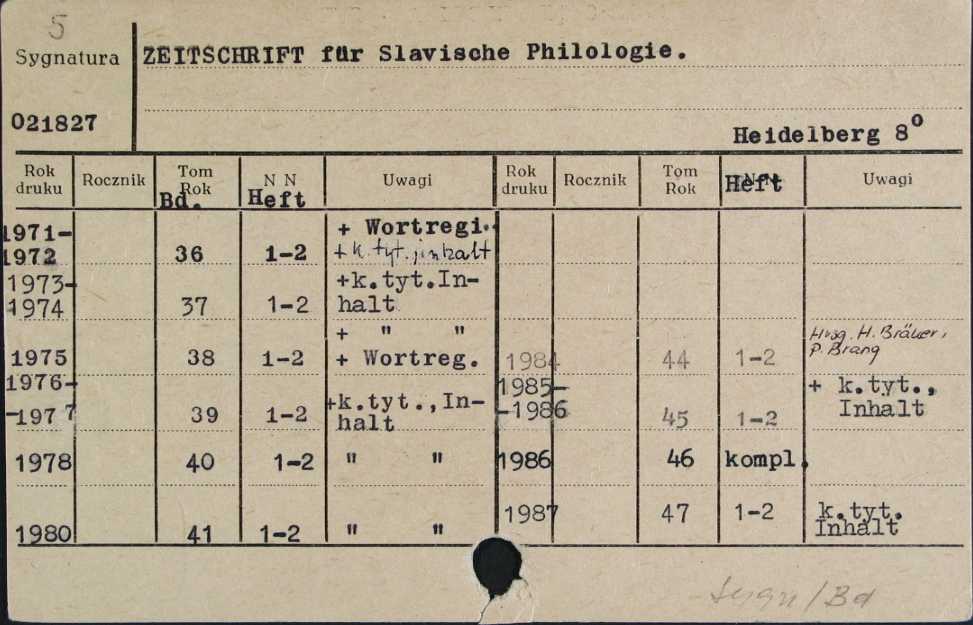 5
Sygnatura ZEITSCHRIFT für Slavische Philologie.
021827
Heidelberg 8°
Rok druku Rocznik Tom Rok Bd. N N Heft Uwagi Rok druku Rocznik Tom Rok Heft Uwagi
1971-
1972 36 1-2 + Wortregi.
+ k.tyt.inhalt
1973-
1974 37 1-2 +k.tyt.In-
halt
+ " "
1975 38 1-2 + Wortreg. 1984 44 1-2 Hrsg. H. Bräuer,
P. Brang
1976-
-1977 39 1-2 +k.tyt.,In-
halt
1985-
-1986 45 1-2 + k.tyt.,
Inhalt
1978 40 1-2 " " 1986 46 kompl.
1987 47 1-2 k.tyt.
Inhalt
1980 41 1-2 " "
/Bd